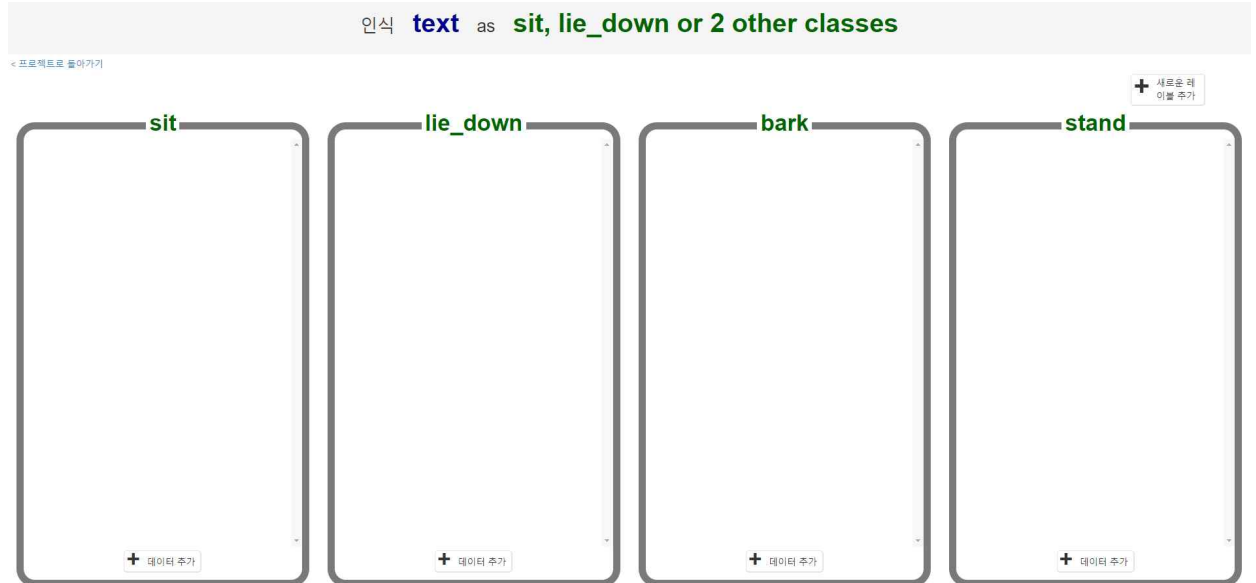 인식 text as sit, lie_down or 2 other classes
< 프로젝트로 돌아가기
새로운 레
이블 추가
sit lie_down bark stand
데이터 추가 데이터 추가 데이터 추가 데이터 추가